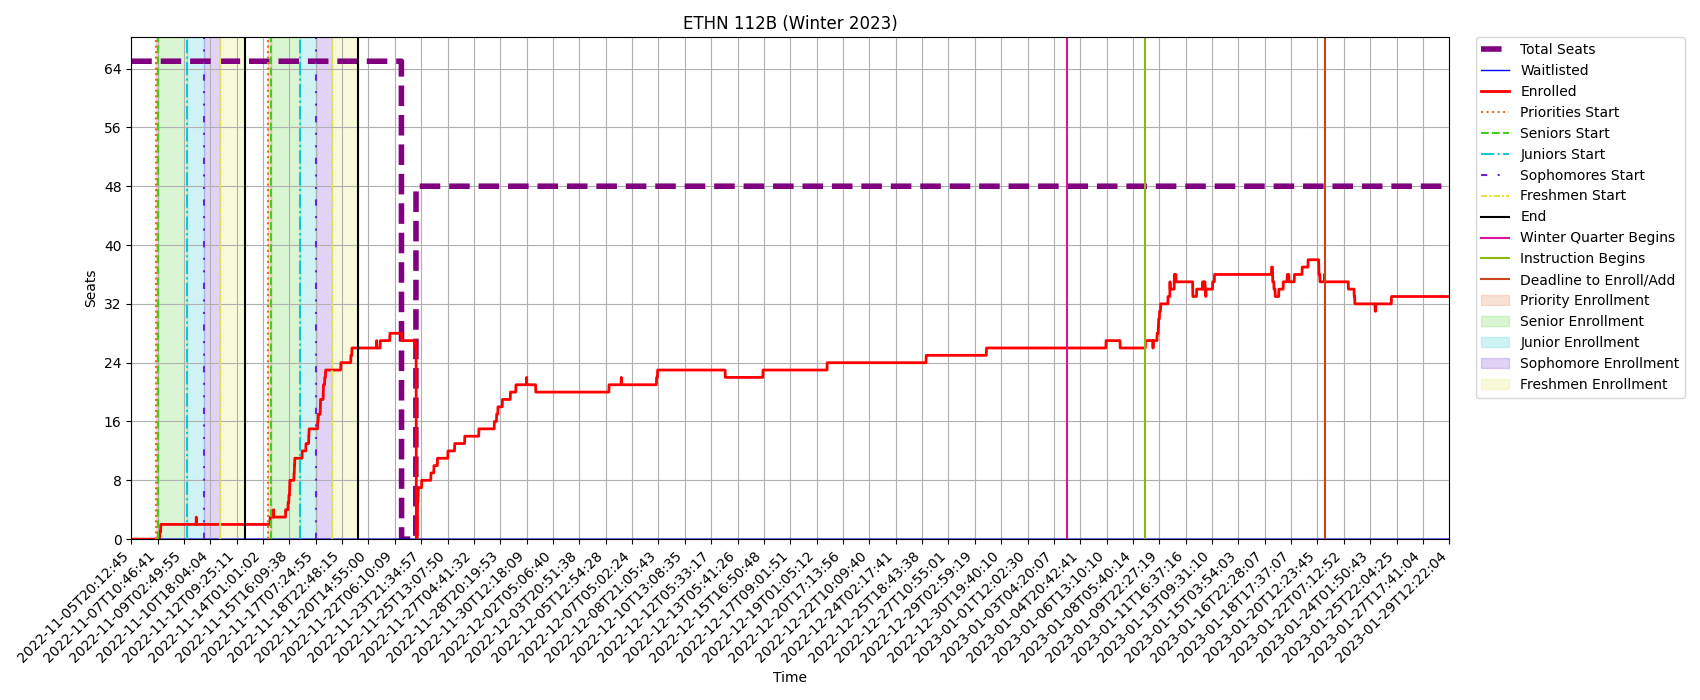 ETHN 112B (Winter 2023)
Seats
64
56
48
40
32
24
16
8
0
2022-11-05T20:12:45
2022-11-07T10:46:41
2022-11-09T02:49:55
2022-11-10T18:04:04
2022-11-12T09:25:11
2022-11-14T01:01:02
2022-11-15T16:09:38
2022-11-17T07:24:55
2022-11-18T22:48:15
2022-11-20T14:55:00
2022-11-22T06:10:09
2022-11-23T21:34:57
2022-11-25T13:07:50
2022-11-27T04:41:32
2022-11-28T20:19:53
2022-11-30T12:18:09
2022-12-02T05:06:40
2022-12-03T20:51:38
2022-12-05T12:54:28
2022-12-07T05:02:24
2022-12-08T21:05:43
2022-12-10T13:08:35
2022-12-12T05:33:17
2022-12-13T05:41:26
2022-12-15T16:50:48
2022-12-17T09:01:51
2022-12-19T01:05:12
2022-12-20T17:13:56
2022-12-22T10:09:40
2022-12-24T02:17:41
2022-12-25T18:43:38
2022-12-27T10:55:01
2022-12-29T02:59:19
2022-12-30T19:40:10
2023-01-01T12:02:30
2023-01-03T04:20:07
2023-01-04T20:42:41
2023-01-06T13:10:10
2023-01-08T05:40:14
2023-01-09T22:27:19
2023-01-11T16:37:16
2023-01-13T09:31:10
2023-01-15T03:54:03
2023-01-16T22:28:07
2023-01-18T17:37:07
2023-01-20T12:23:45
2023-01-22T07:12:52
2023-01-24T01:50:43
2023-01-25T22:04:25
2023-01-27T17:41:04
2023-01-29T12:22:04
Time
Total Seats
Waitlisted
Enrolled
Priorities Start
Seniors Start
Juniors Start
Sophomores Start
Freshmen Start
End
Winter Quarter Begins
Instruction Begins
Deadline to Enroll/Add
Priority Enrollment
Senior Enrollment
Junior Enrollment
Sophomore Enrollment
Freshmen Enrollment